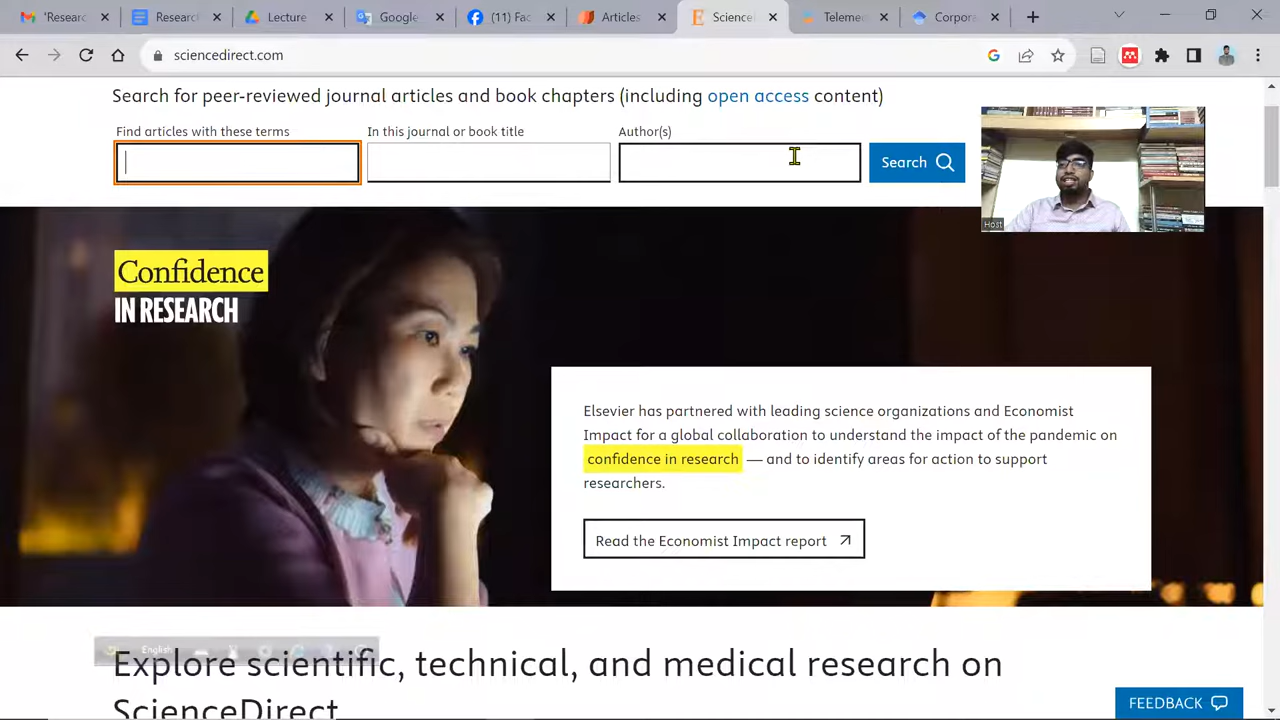 "Researc
Researc
Lecture
Google
(11) Fac
Articles
Science
Teleme
Corpora
sciencedirect.com
Search for peer-reviewed journal articles and book chapters (including open access content)
Find articles with these terms
In this journal or book title
Author(s)
Search
Host
Confidence
IN RESEARCH
Elsevier has partnered with leading science organizations and Economist
Impact for a global collaboration to understand the impact of the pandemic on
confidence in research — and to identify areas for action to support
researchers.
Read the Economist Impact report
English
Explore scientific, technical, and medical research on
ScienceDirect
FEEDBACK